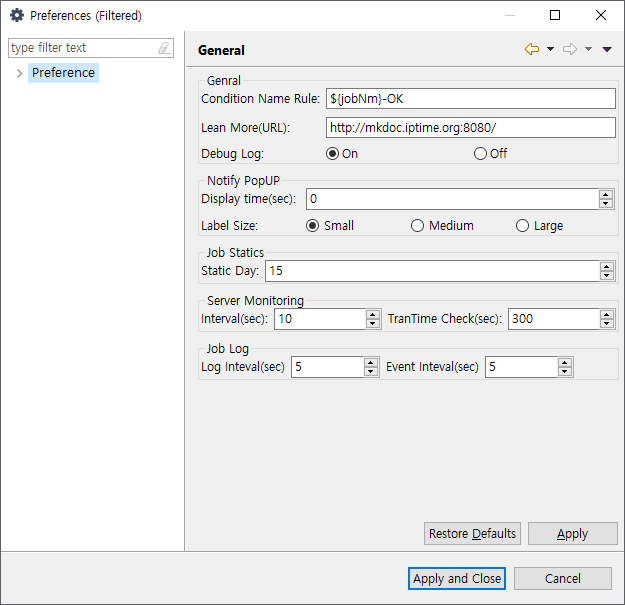 Preferences (Filtered)
type filter text
Preference
General
Genral
Condition Name Rule: ${jobNm}-OK
Lean More(URL): http://mkdoc.iptime.org:8080/
Debug Log: On Off
Notify PopUP
Display time(sec): 0
Label Size: Small Medium Large
Job Statics
Static Day: 15
Server Monitoring
Interval(sec): 10 TranTime Check(sec): 300
Job Log
Log Inteval(sec) 5 Event Inteval(sec) 5
Restore Defaults Apply
Apply and Close Cancel